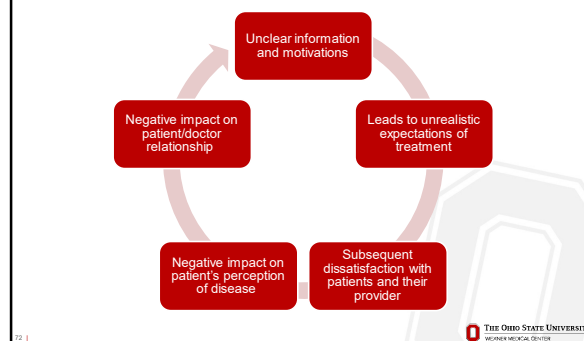 Unclear information
and motivations
Leads to unrealistic
expectations of
treatment
Subsequent
dissatisfaction with
patients and their
provider
Negative impact on
patient's perception
of disease
Negative impact on
patient/doctor
relationship
72 |
THE OHIO STATE UNIVERSI
WEXNER MEDICAL CENTER